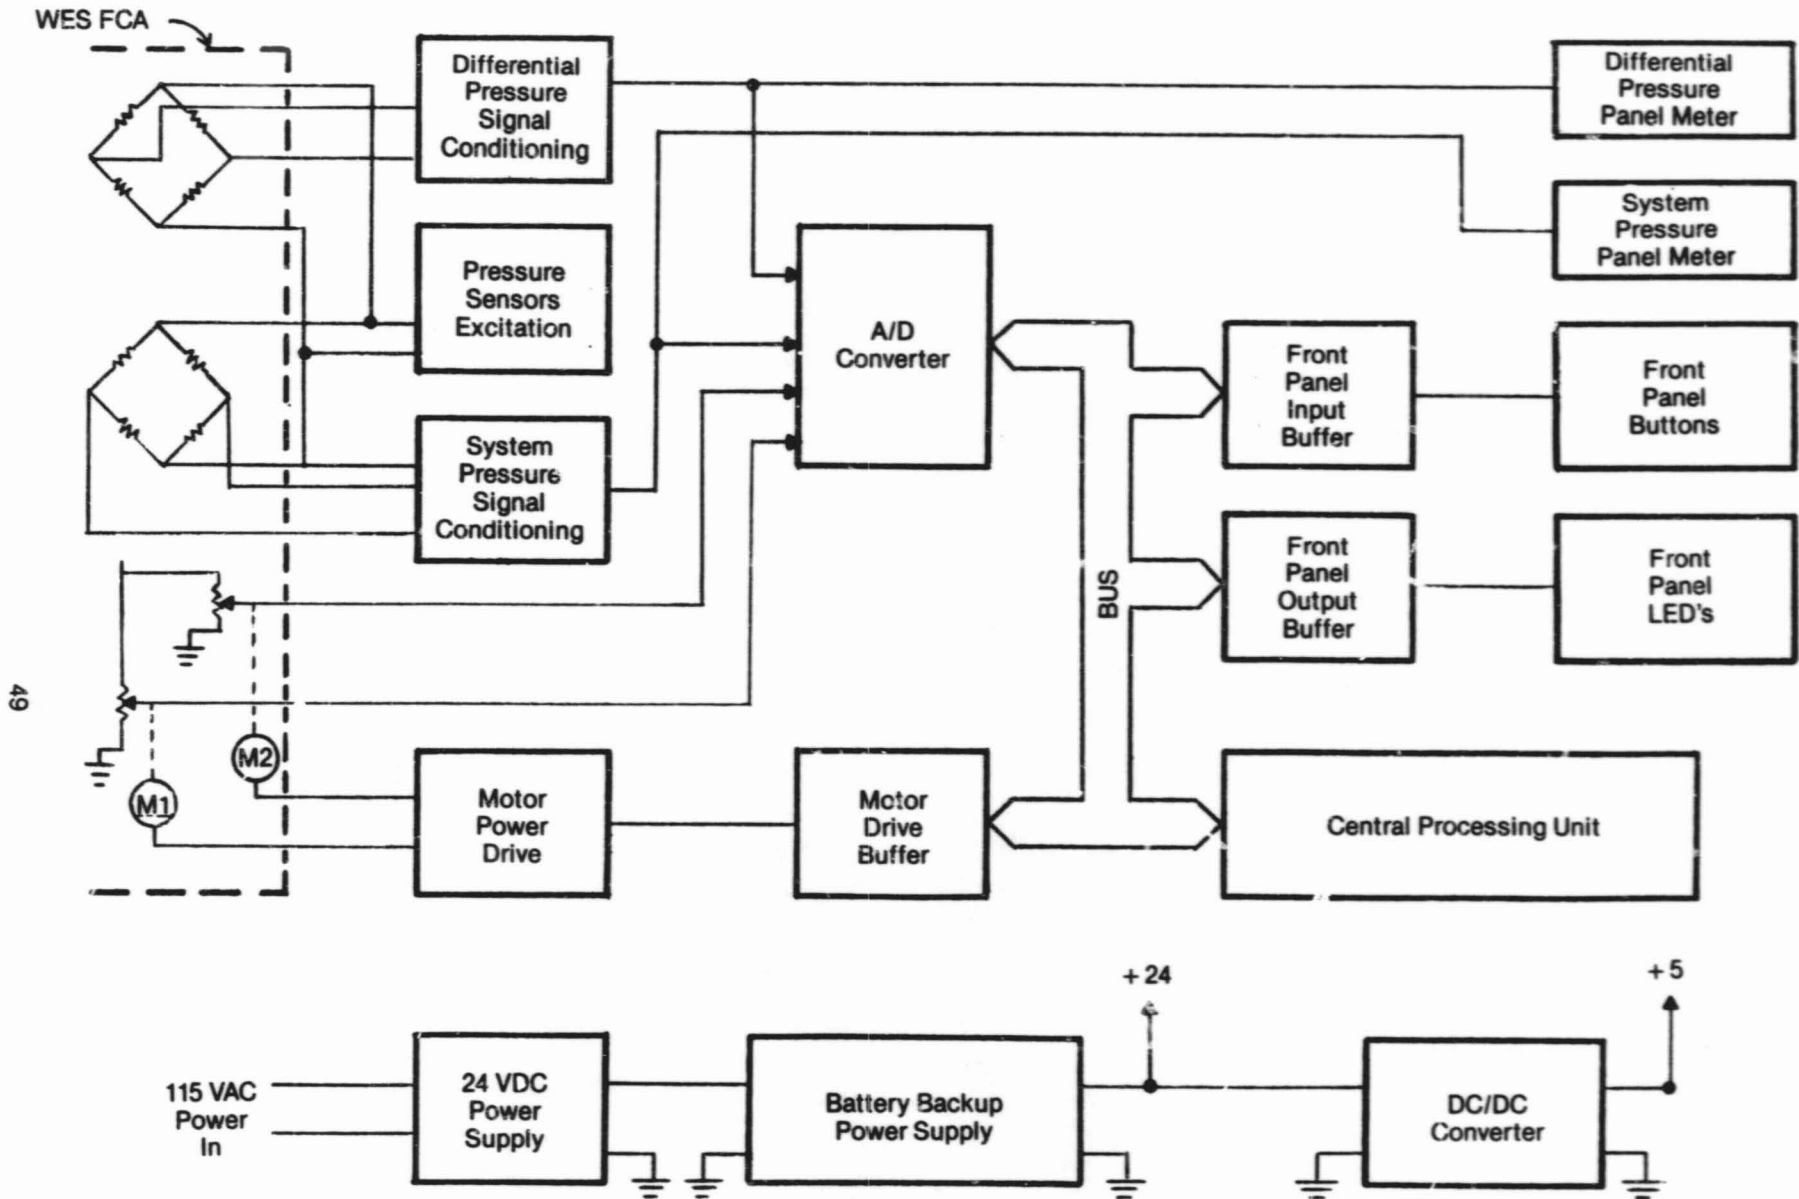 WES FCA
Differential
Pressure
Signal
Conditioning
Differential
Pressure
Panel Meter
System
Pressure
Panel Meter
Pressure
Sensors
Excitation
A/D
Converter
Front
Panel
Input
Buffer
Front
Panel
Buttons
System
Pressure
Signal
Conditioning
BUS
Front
Panel
Output
Buffer
Front
Panel
LED's
49
M2
M1
Motor
Power
Drive
Motor
Drive
Buffer
Central Processing Unit
+ 24
+ 5
115 VAC
Power
In
24 VDC
Power
Supply
Battery Backup
Power Supply
DC/DC
Converter